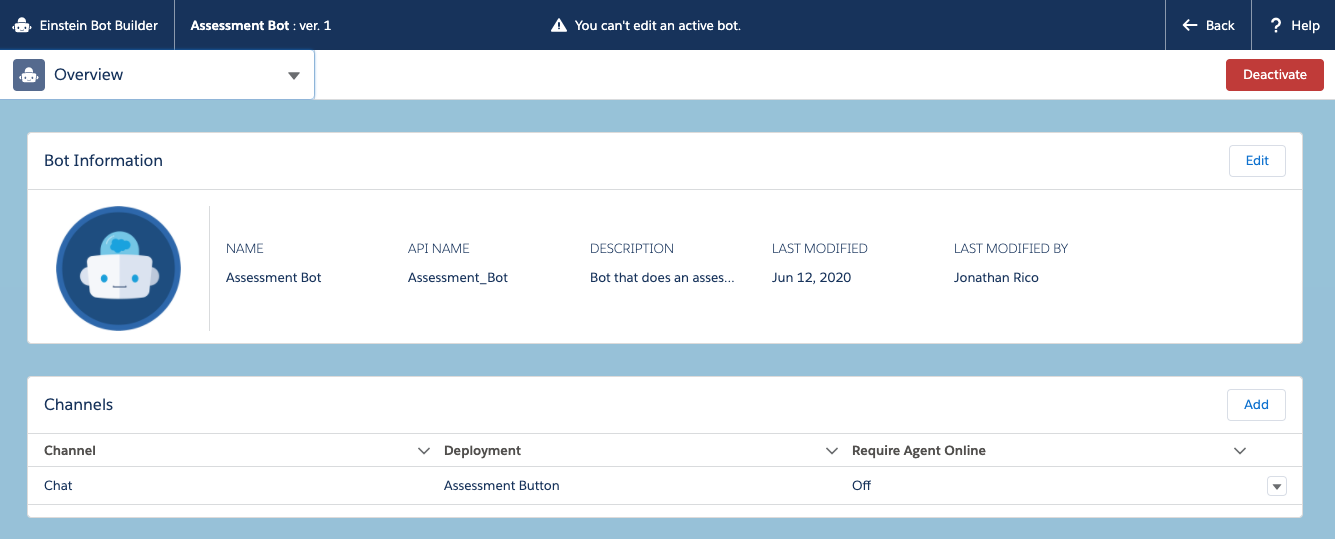 Einstein Bot Builder
Assessment Bot : ver. 1
You can't edit an active bot.
Back
? Help
Overview
Deactivate
Bot Information
Edit
NAME
API NAME
DESCRIPTION
LAST MODIFIED
LAST MODIFIED BY
Assessment Bot
Assessment_Bot
Bot that does an asses...
Jun 12, 2020
Jonathan Rico
Channels
Add
Channel
Deployment
Require Agent Online
Chat
Assessment Button
Off